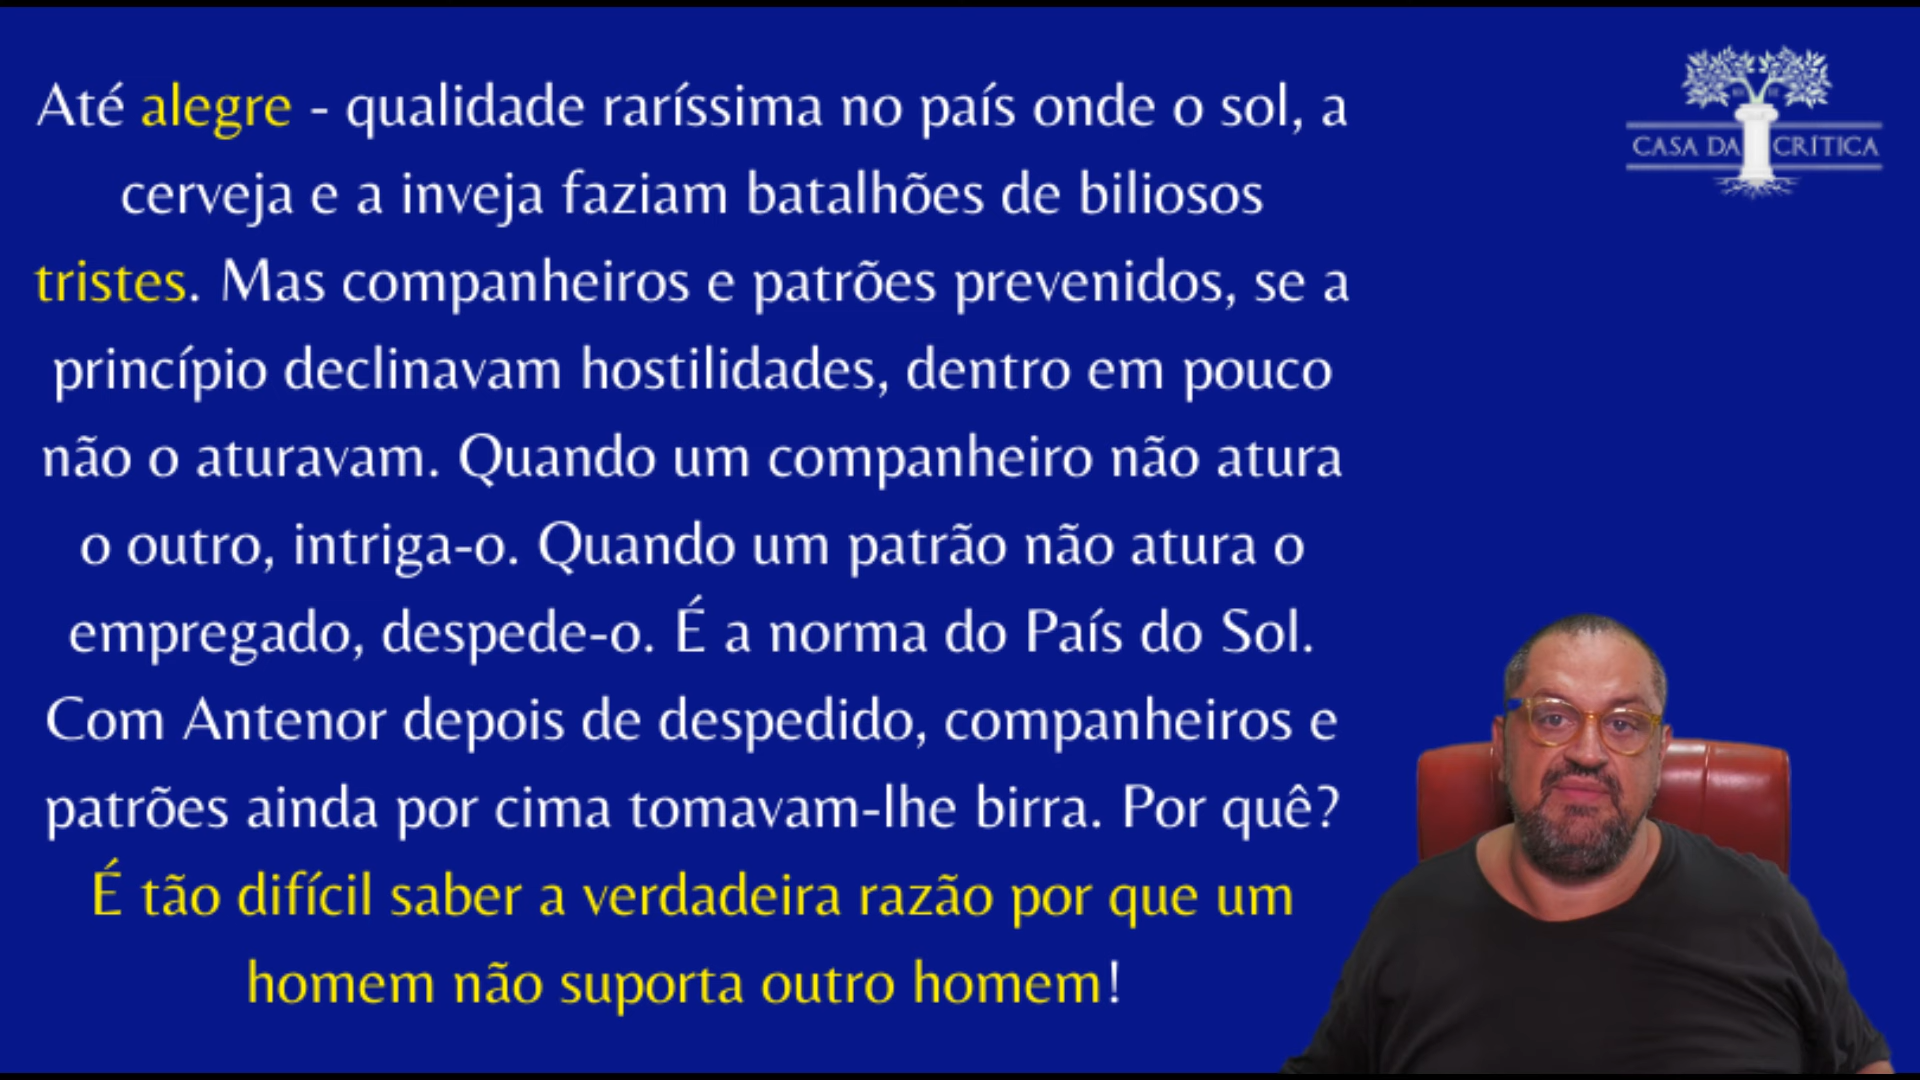 Até alegre - qualidade raríssima no país onde o sol, a
cerveja e a inveja faziam batalhões de biliosos
tristes. Mas companheiros e patrões prevenidos, se a
princípio declinavam hostilidades, dentro em pouco
não o aturavam. Quando um companheiro não atura
o outro, intriga-o. Quando um patrão não atura o
empregado, despede-o. É a norma do País do Sol.
Com Antenor depois de despedido, companheiros e
patrões ainda por cima tomavam-lhe birra. Por quê?
É tão difícil saber a verdadeira razão por que um
homem não suporta outro homem!
CASA DA CRÍTICA